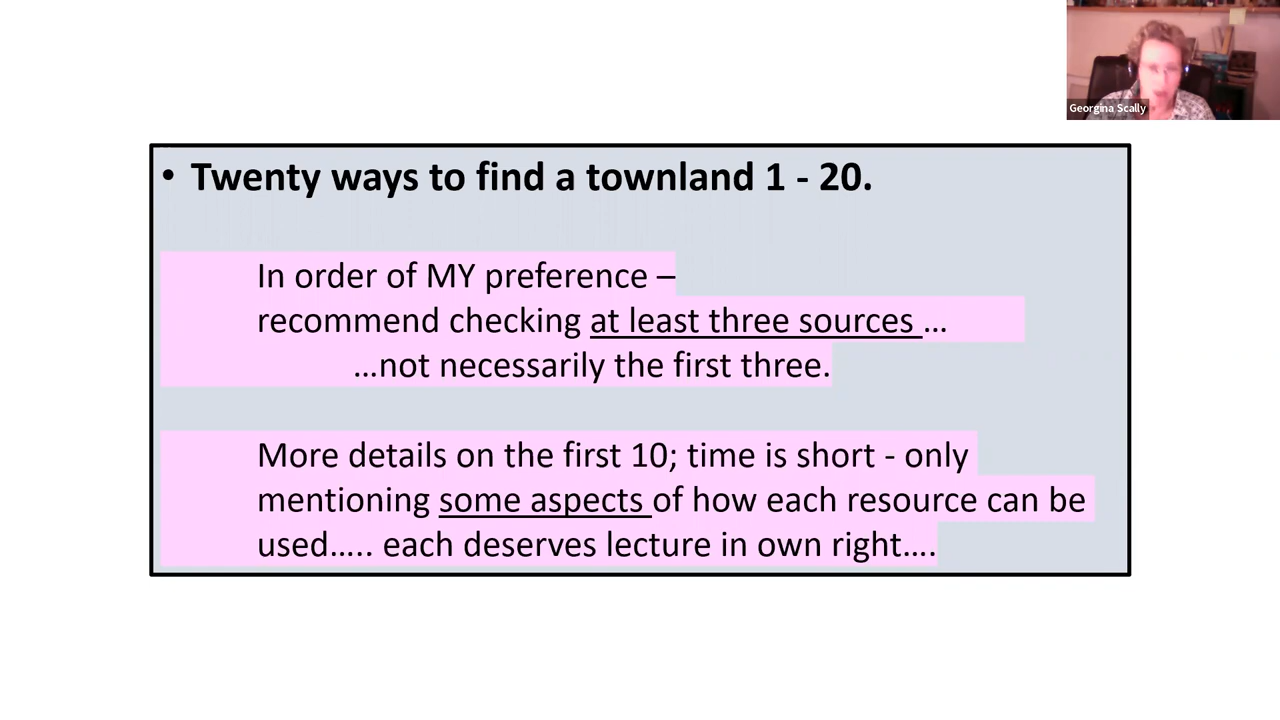 Georgina Scally
• Twenty ways to find a townland 1 - 20.
In order of MY preference –
recommend checking at least three sources …
…not necessarily the first three.
More details on the first 10; time is short - only
mentioning some aspects of how each resource can be
used….. each deserves lecture in own right….